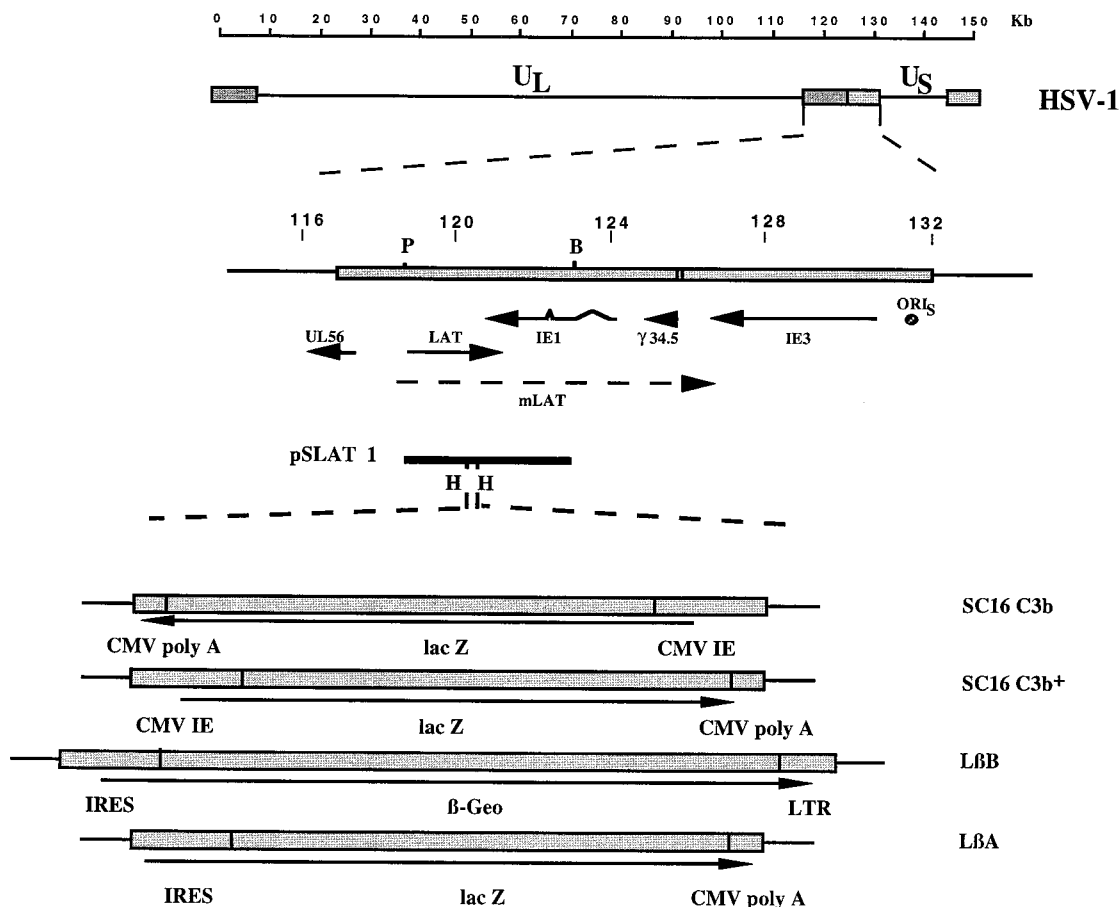 0 10 20 30 40 50 60 70 80 90 100 110 120 130 140 150 Kb
UL US
HSV-1
116 120 124 128 132
P B
ORIS
UL56 LAT IE1 γ 34.5 IE3
mLAT
pSLAT 1
H H
SC16 C3b
CMV poly A lac Z CMV IE
SC16 C3b+
CMV IE lac Z CMV poly A
LßB
IRES ß-Geo LTR
LßA
IRES lac Z CMV poly A